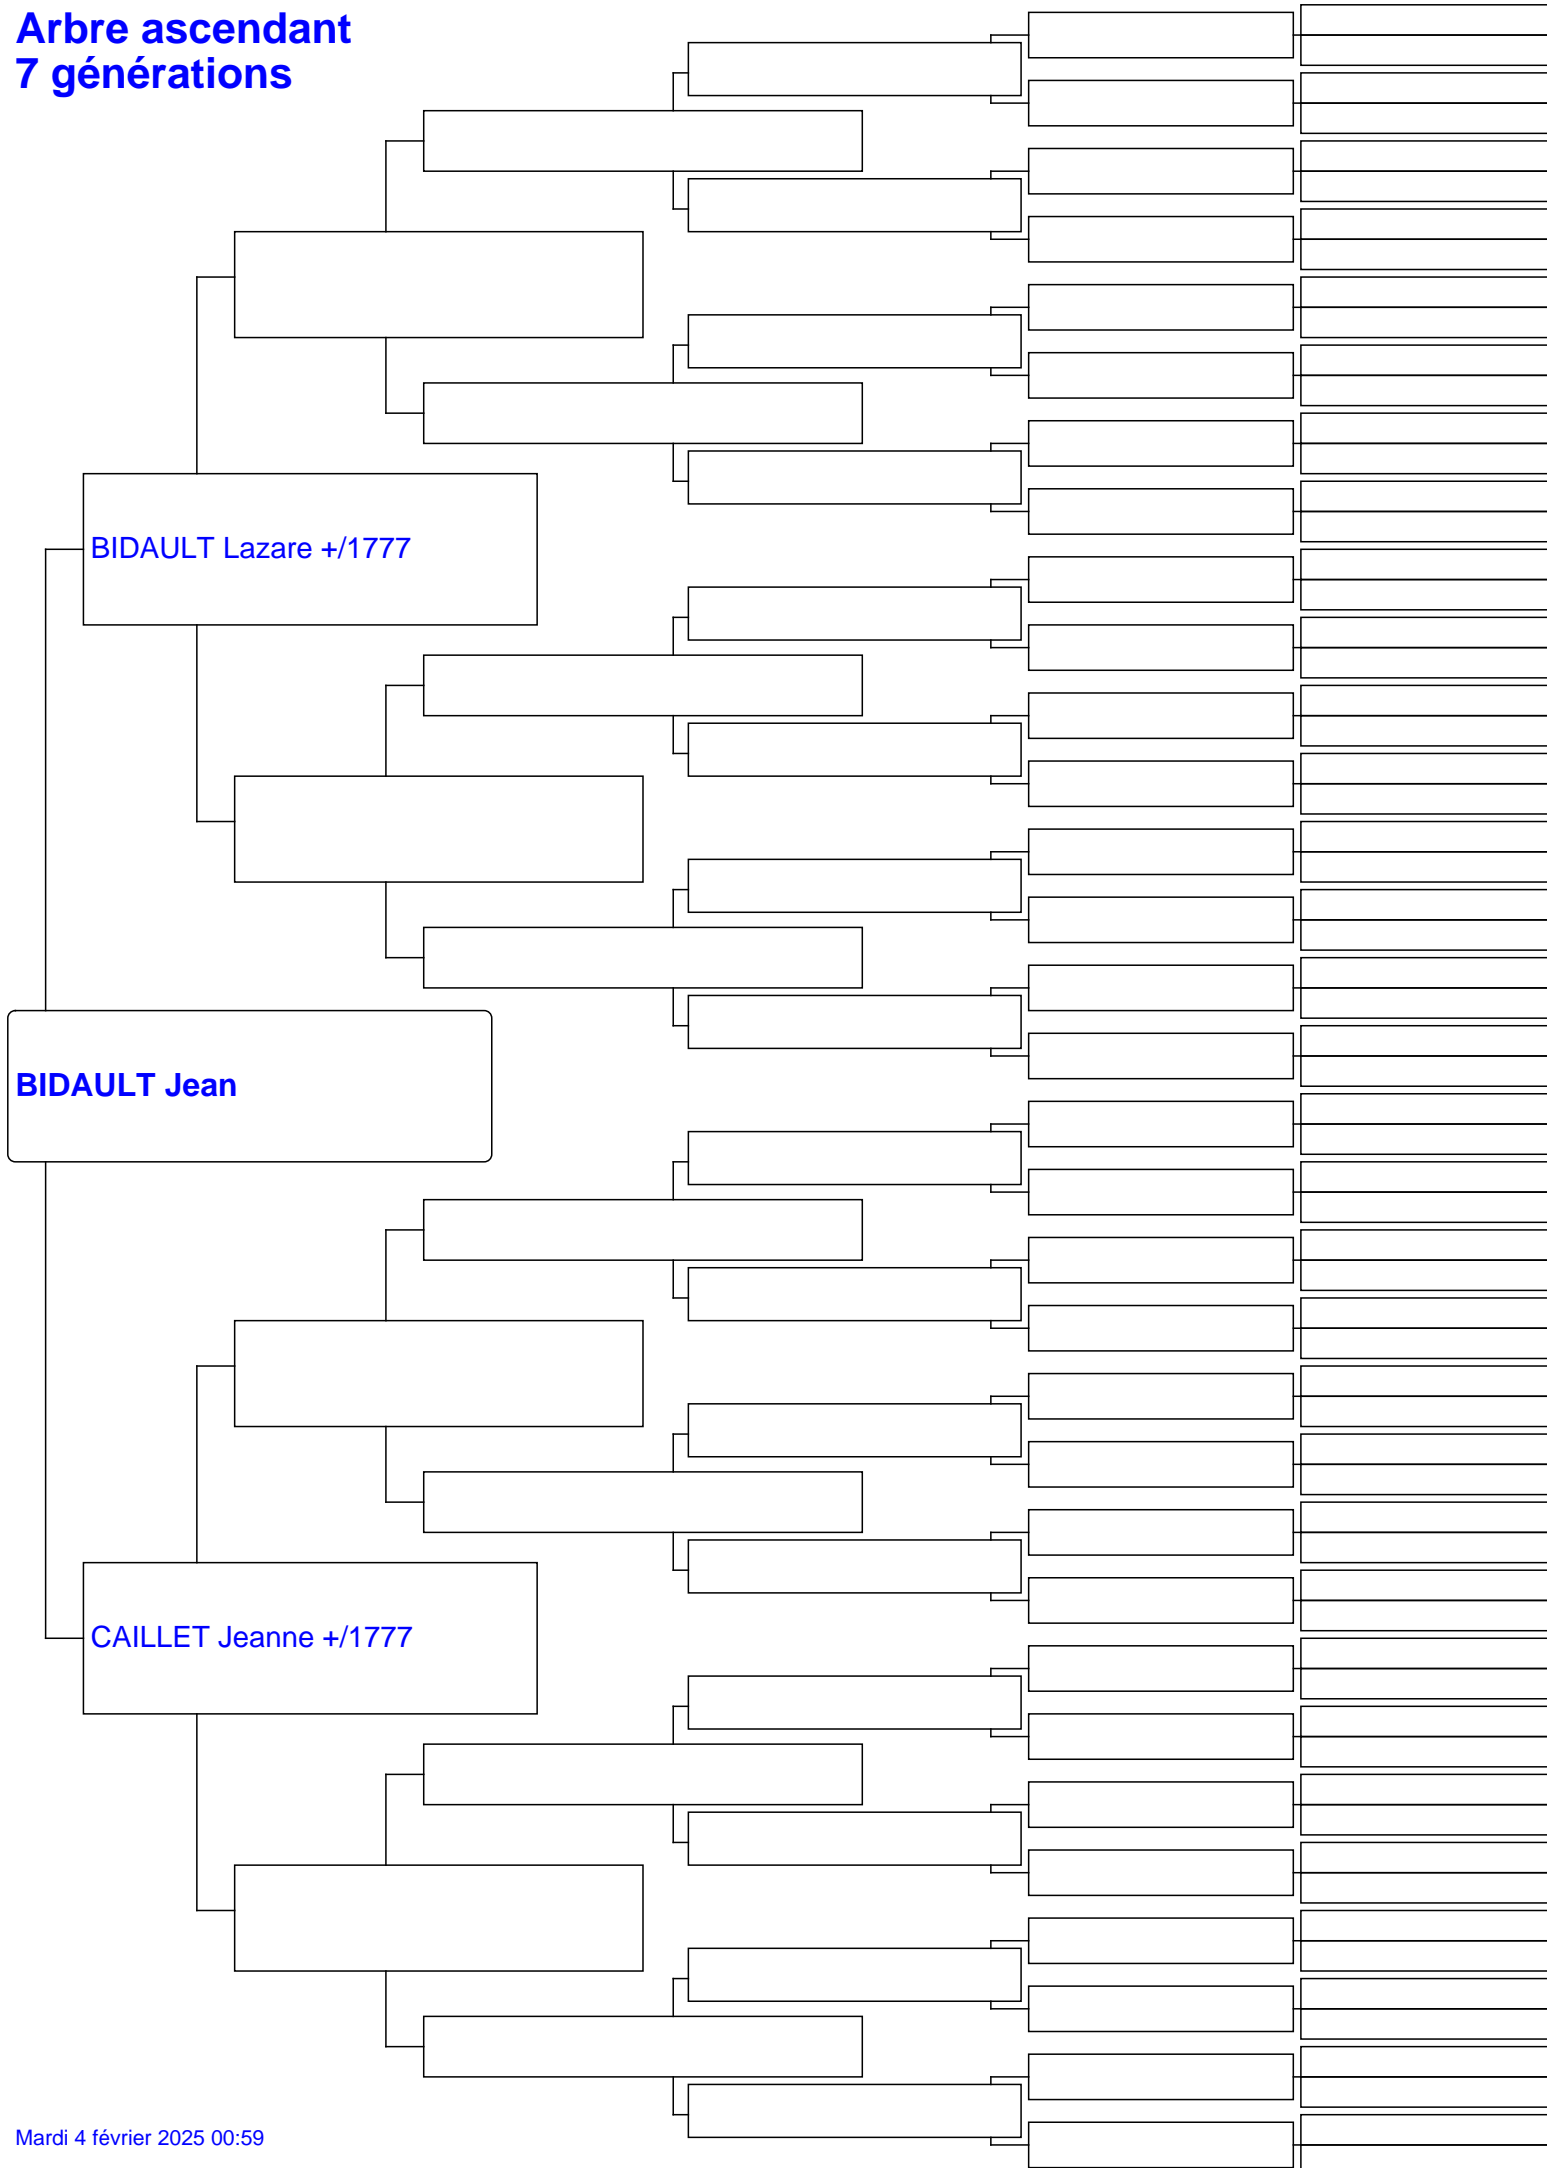 Arbre ascendant
7 générations
BIDAULT Lazare +/1777
BIDAULT Jean
CAILLET Jeanne +/1777
Mardi 4 février 2025 00:59